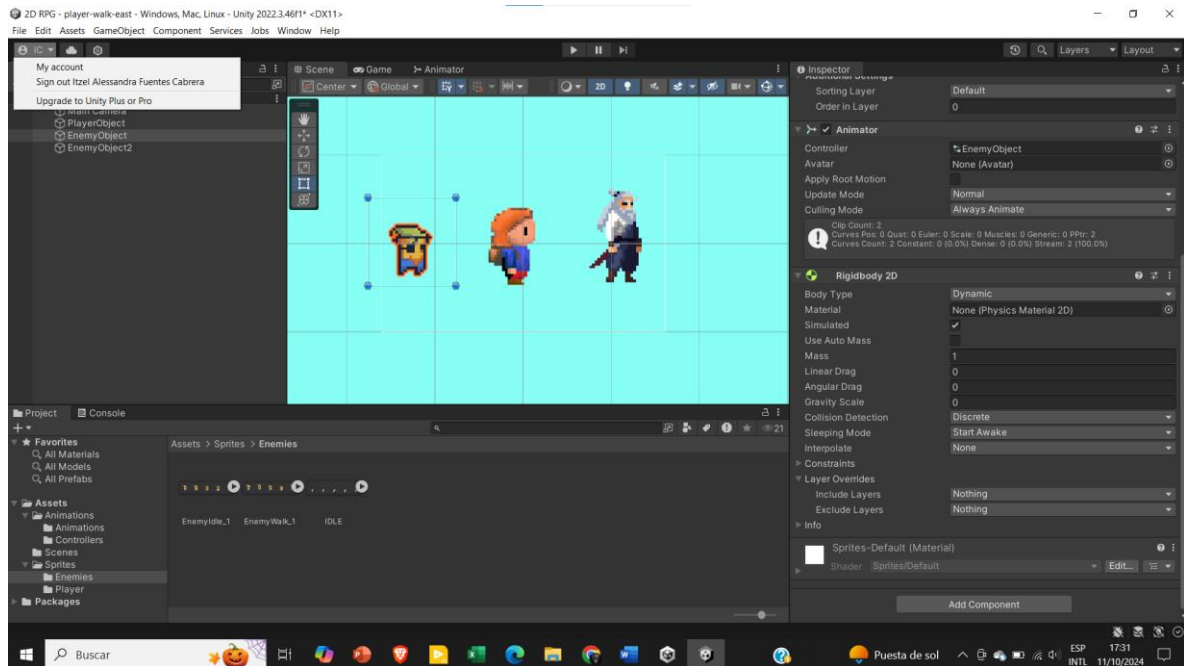 2D RPG - player-walk-east - Windows, Mac, Linux - Unity 2022.3.46f1* <DX11>
File Edit Assets GameObject Component Services Jobs Window Help
IC
Layers
Layout
My account
Sign out Itzel Alessandra Fuentes Cabrera
Upgrade to Unity Plus or Pro
Main Camera
PlayerObject
EnemyObject
EnemyObject2
Scene
Game
Animator
Center
Global
2D
Inspector
Additional Settings
Sorting Layer Default
Order in Layer 0
Animator
Controller EnemyObject
Avatar None (Avatar)
Apply Root Motion
Update Mode Normal
Culling Mode Always Animate
Clip Count: 2
Curves Pos: 0 Quat: 0 Euler: 0 Scale: 0 Muscles: 0 Generic: 0 PPtr: 2
Curves Count: 2 Constant: 0 (0.0%) Dense: 0 (0.0%) Stream: 2 (100.0%)
Rigidbody 2D
Body Type Dynamic
Material None (Physics Material 2D)
Simulated
Use Auto Mass
Mass 1
Linear Drag 0
Angular Drag 0
Gravity Scale 0
Collision Detection Discrete
Sleeping Mode Start Awake
Interpolate None
Constraints
Layer Overrides
Include Layers Nothing
Exclude Layers Nothing
Info
Sprites-Default (Material)
Shader Sprites/Default Edit...
Add Component
Project
Console
21
Favorites
All Materials
All Models
All Prefabs
Assets
Animations
Animations
Controllers
Scenes
Sprites
Enemies
Player
Packages
Assets > Sprites > Enemies
EnemyIdle_1 EnemyWalk_1 IDLE
Buscar
Puesta de sol
ESP
INTL
17:31
11/10/2024